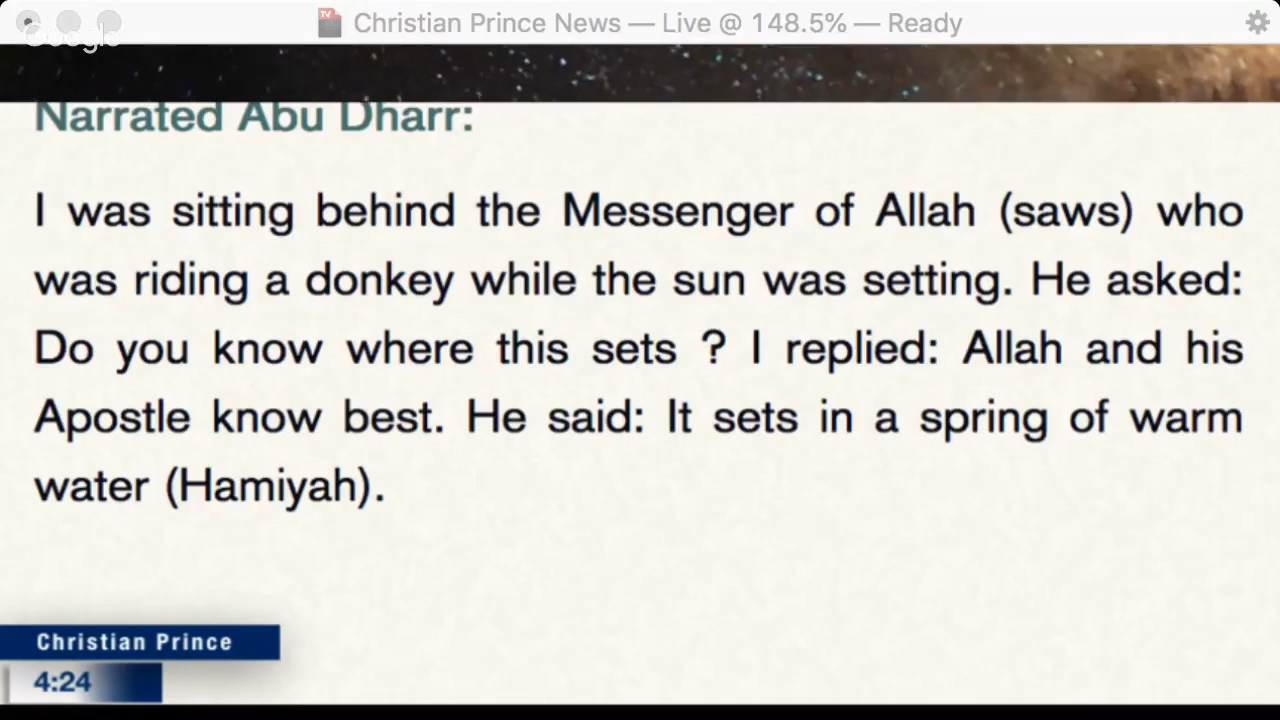 Christian Prince News — Live @ 148.5% — Ready
Google
Narrated Abu Dharr:
I was sitting behind the Messenger of Allah (saws) who
was riding a donkey while the sun was setting. He asked:
Do you know where this sets ? I replied: Allah and his
Apostle know best. He said: It sets in a spring of warm
water (Hamiyah).
Christian Prince
4:24